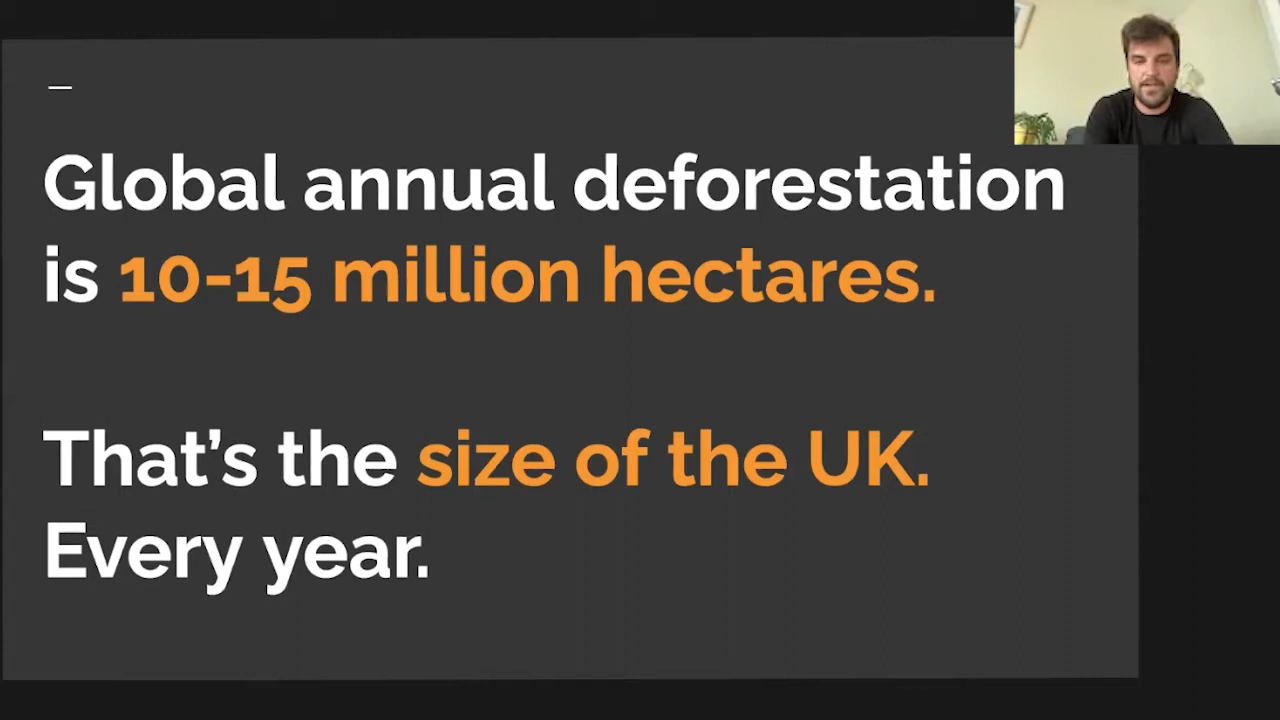 Global annual deforestation
is 10-15 million hectares.
That's the size of the UK.
Every year.